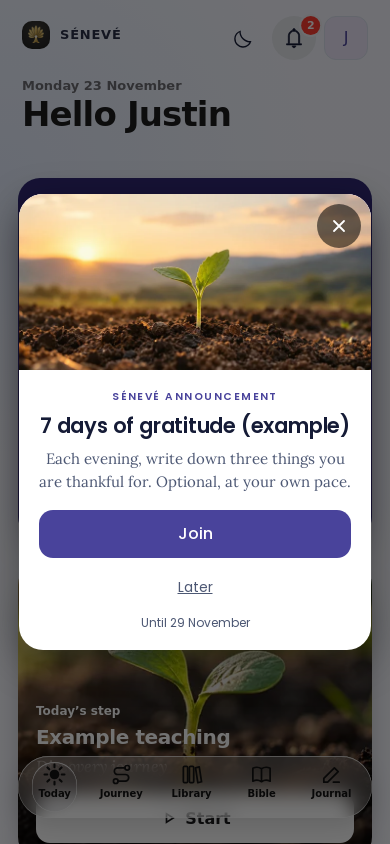 SÉNEVÉ
2
J
Monday 23 November
Hello Justin
SÉNEVÉ ANNOUNCEMENT
7 days of gratitude (example)
Each evening, write down three things you
are thankful for. Optional, at your own pace.
Join
Later
Until 29 November
Today's step
Example teaching
Today
Journey
Library
Bible
Journal
Start